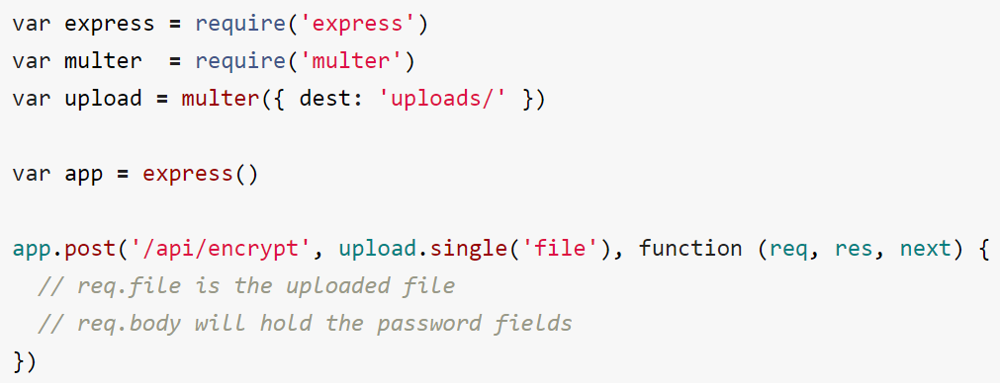 var express = require('express')
var multer  = require('multer')
var upload = multer({ dest: 'uploads/' })
var app = express()
app.post('/api/encrypt', upload.single('file'), function (req, res, next) {
  // req.file is the uploaded file
  // req.body will hold the password fields
})